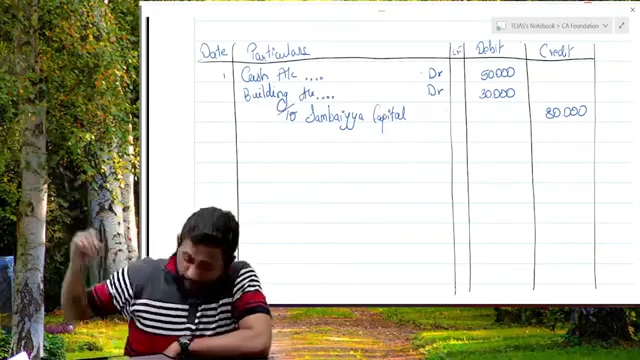 TEJAS's Notebook > CA Foundation
Date Particulars LF Debit Credit
1 Cash A/c .... Dr 50000
Building A/c .... Dr 30000
To Sambaiyya Capital 80000